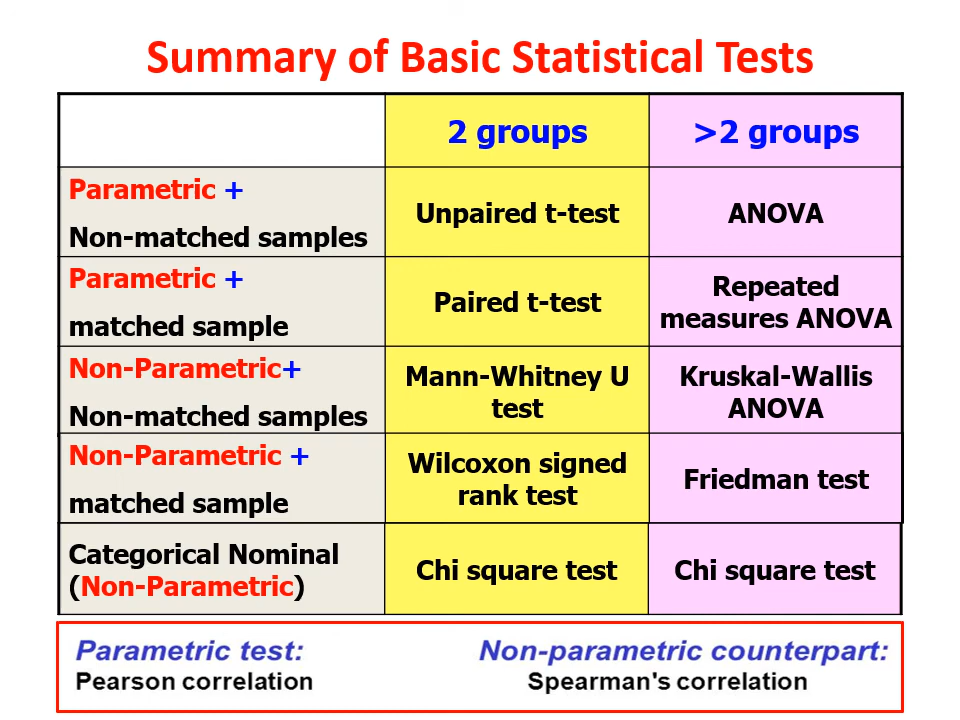 Summary of Basic Statistical Tests
2 groups
>2 groups
Parametric +
Non-matched samples
Unpaired t-test
ANOVA
Parametric +
matched sample
Paired t-test
Repeated
measures ANOVA
Non-Parametric+
Non-matched samples
Mann-Whitney U
test
Kruskal-Wallis
ANOVA
Non-Parametric +
matched sample
Wilcoxon signed
rank test
Friedman test
Categorical Nominal
(Non-Parametric)
Chi square test
Chi square test
Parametric test:
Pearson correlation
Non-parametric counterpart:
Spearman's correlation